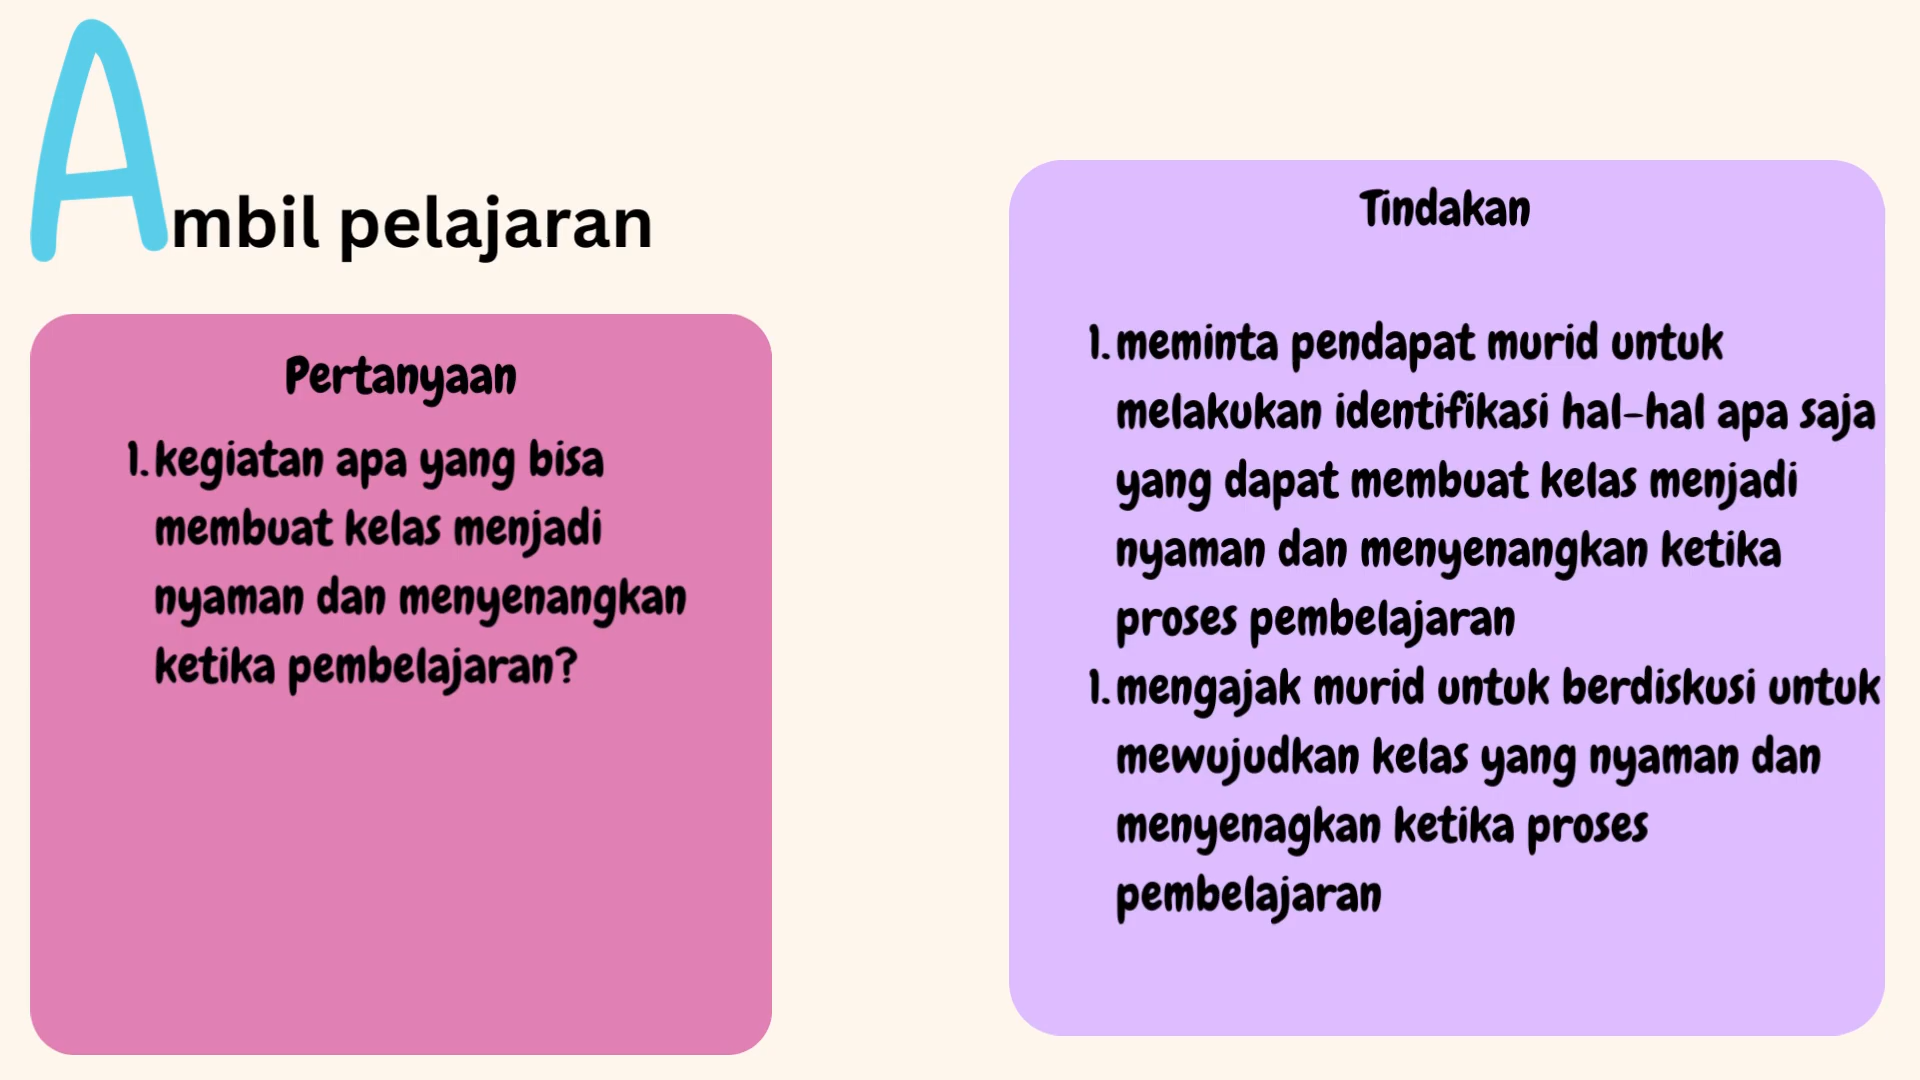 Ambil pelajaran
Pertanyaan
1. kegiatan apa yang bisa
membuat kelas menjadi
nyaman dan menyenangkan
ketika pembelajaran?
Tindakan
1. meminta pendapat murid untuk
melakukan identifikasi hal-hal apa saja
yang dapat membuat kelas menjadi
nyaman dan menyenangkan ketika
proses pembelajaran
1. mengajak murid untuk berdiskusi untuk
mewujudkan kelas yang nyaman dan
menyenagkan ketika proses
pembelajaran